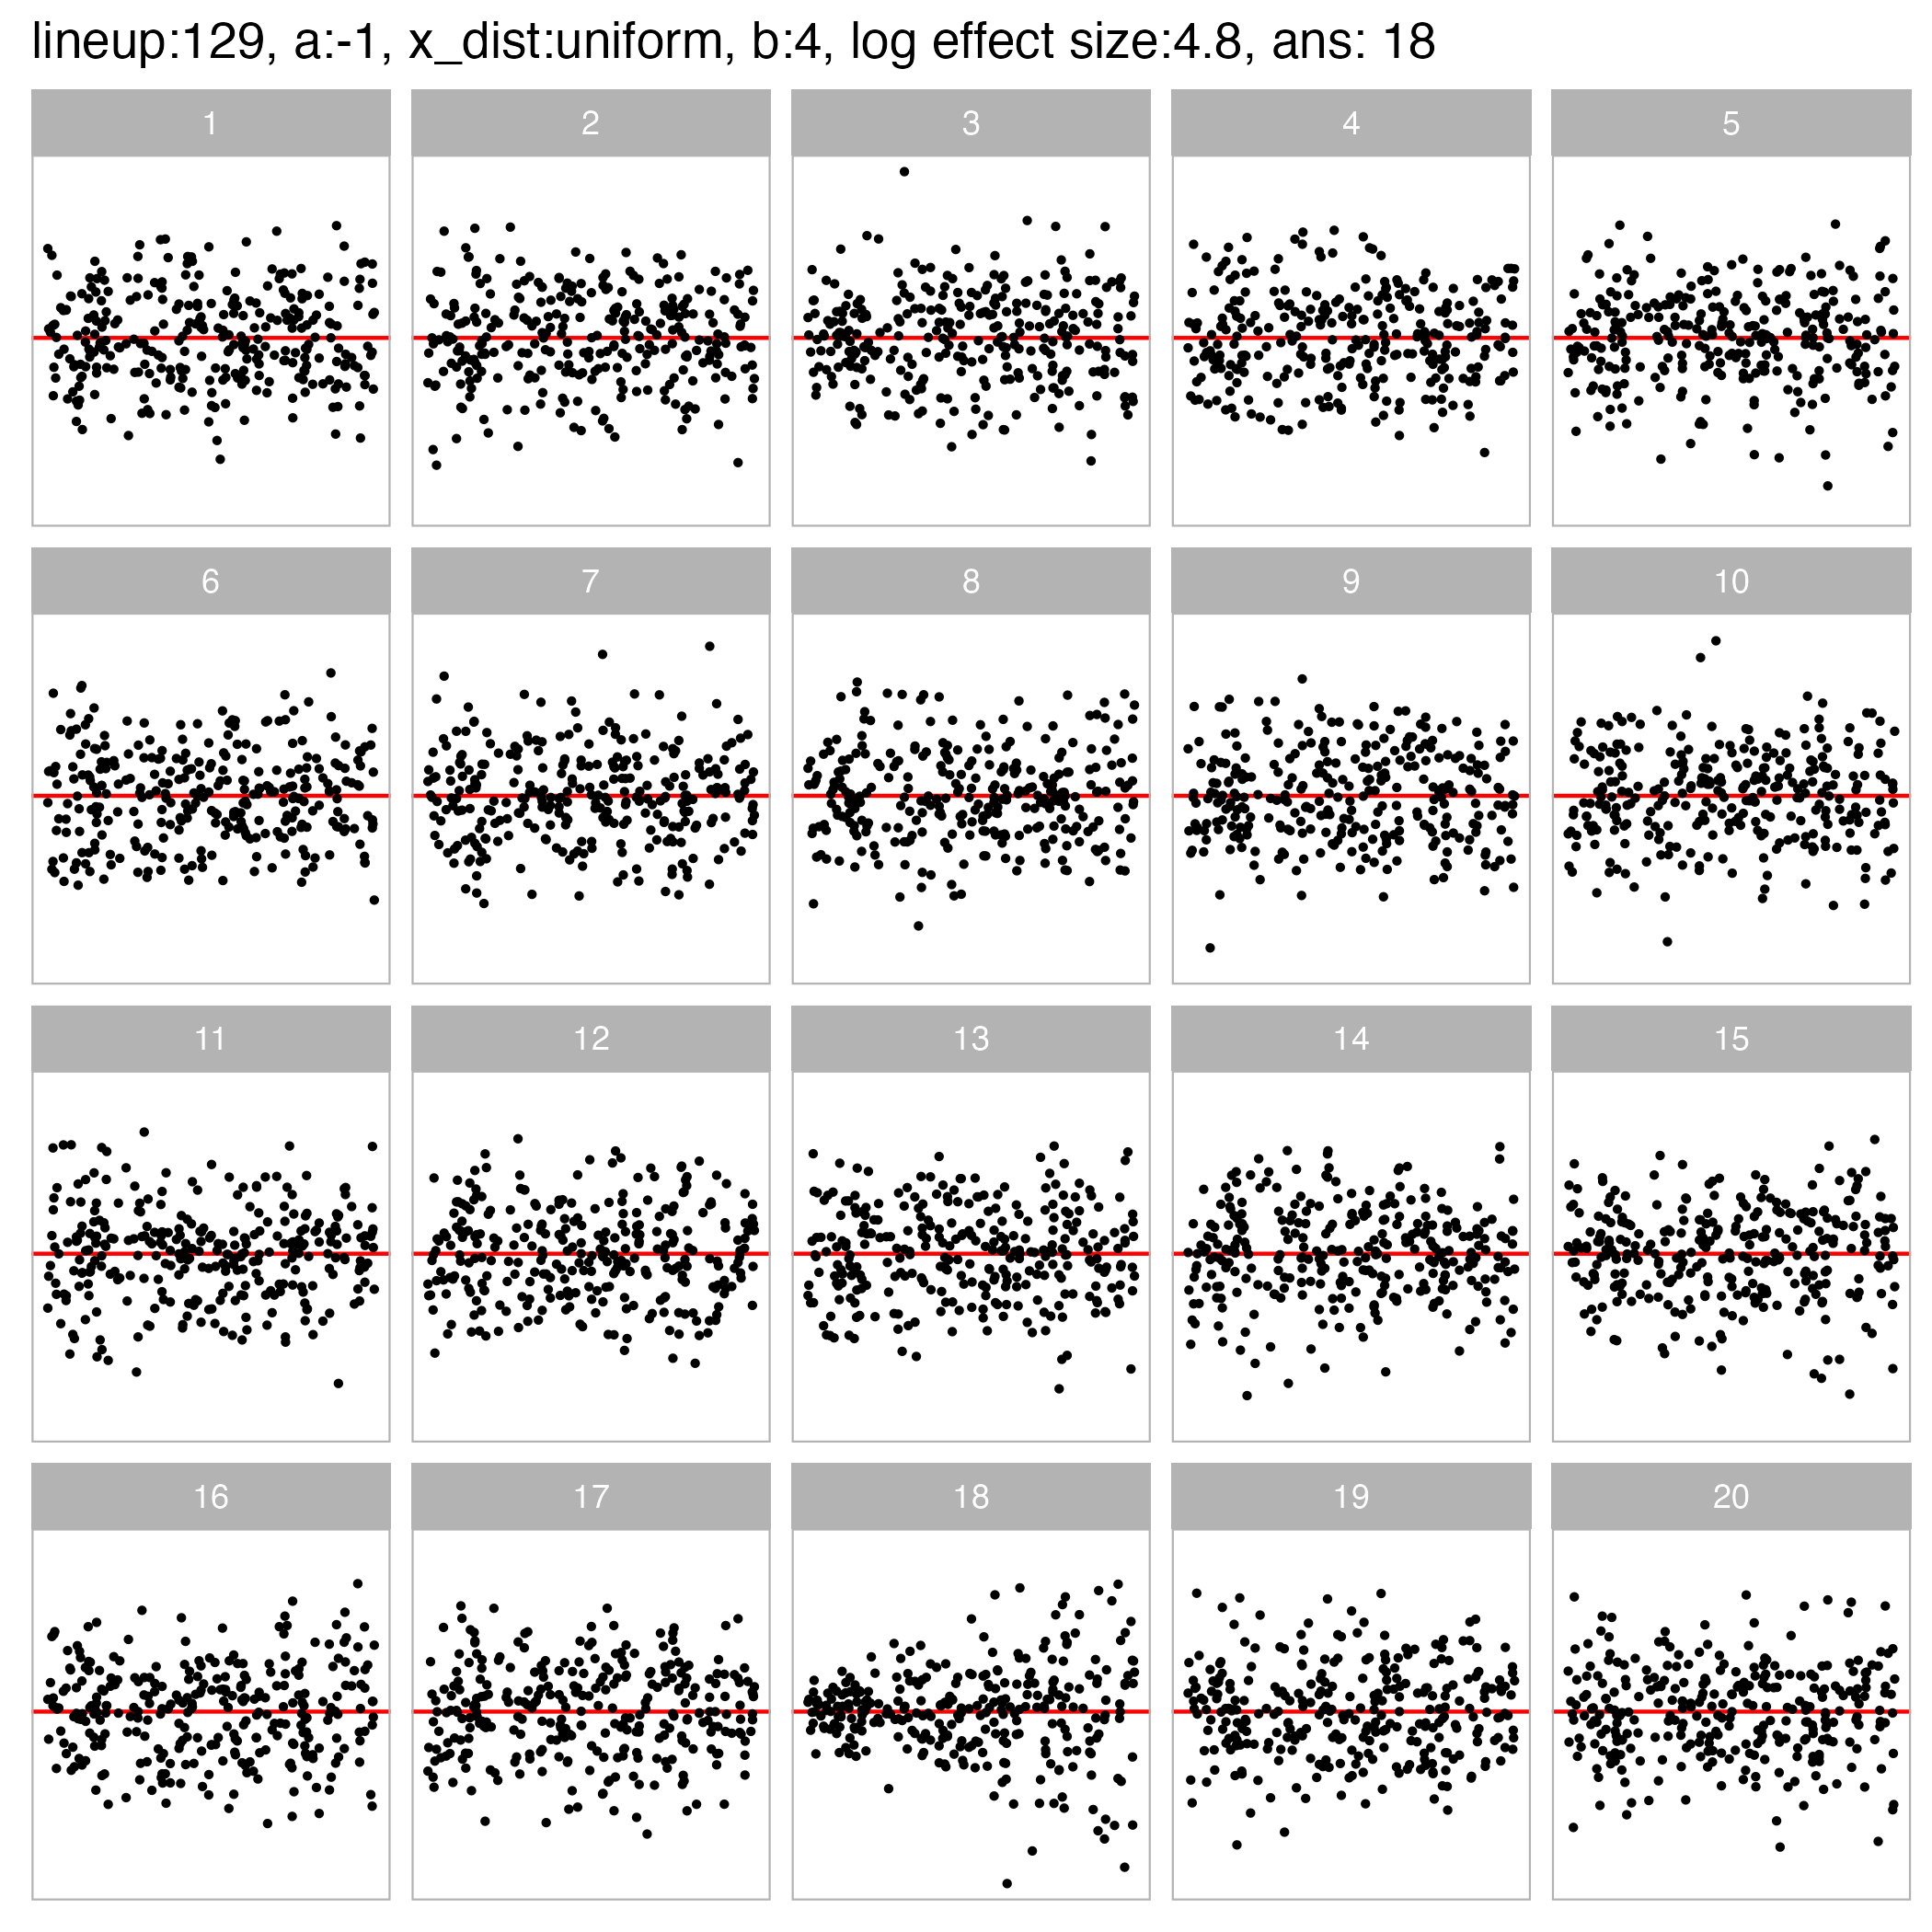 lineup:129, a:-1, x_dist:uniform, b:4, log effect size:4.8, ans: 18
1 2 3 4 5
6 7 8 9 10
11 12 13 14 15
16 17 18 19 20